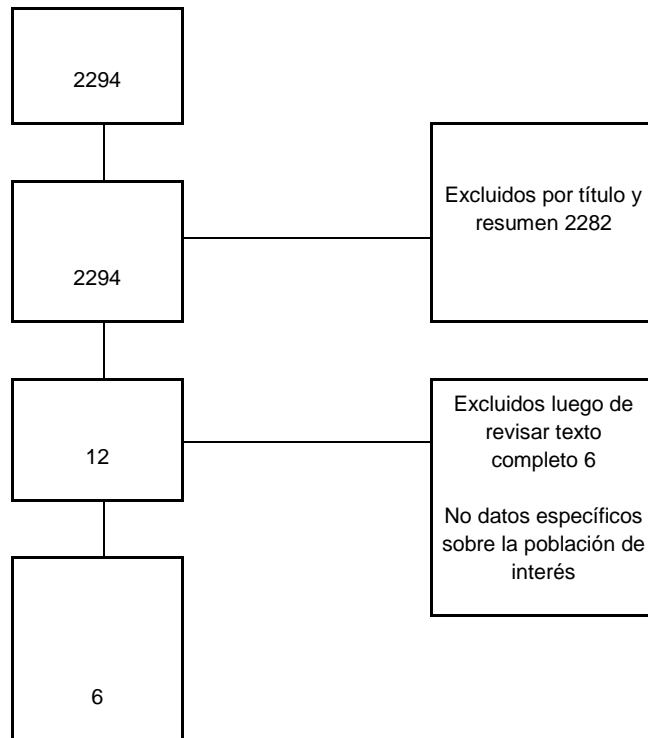 2294
2294
Excluidos por título y
resumen 2282
12
Excluidos luego de
revisar texto
completo 6
No datos específicos
sobre la población de
interés
6